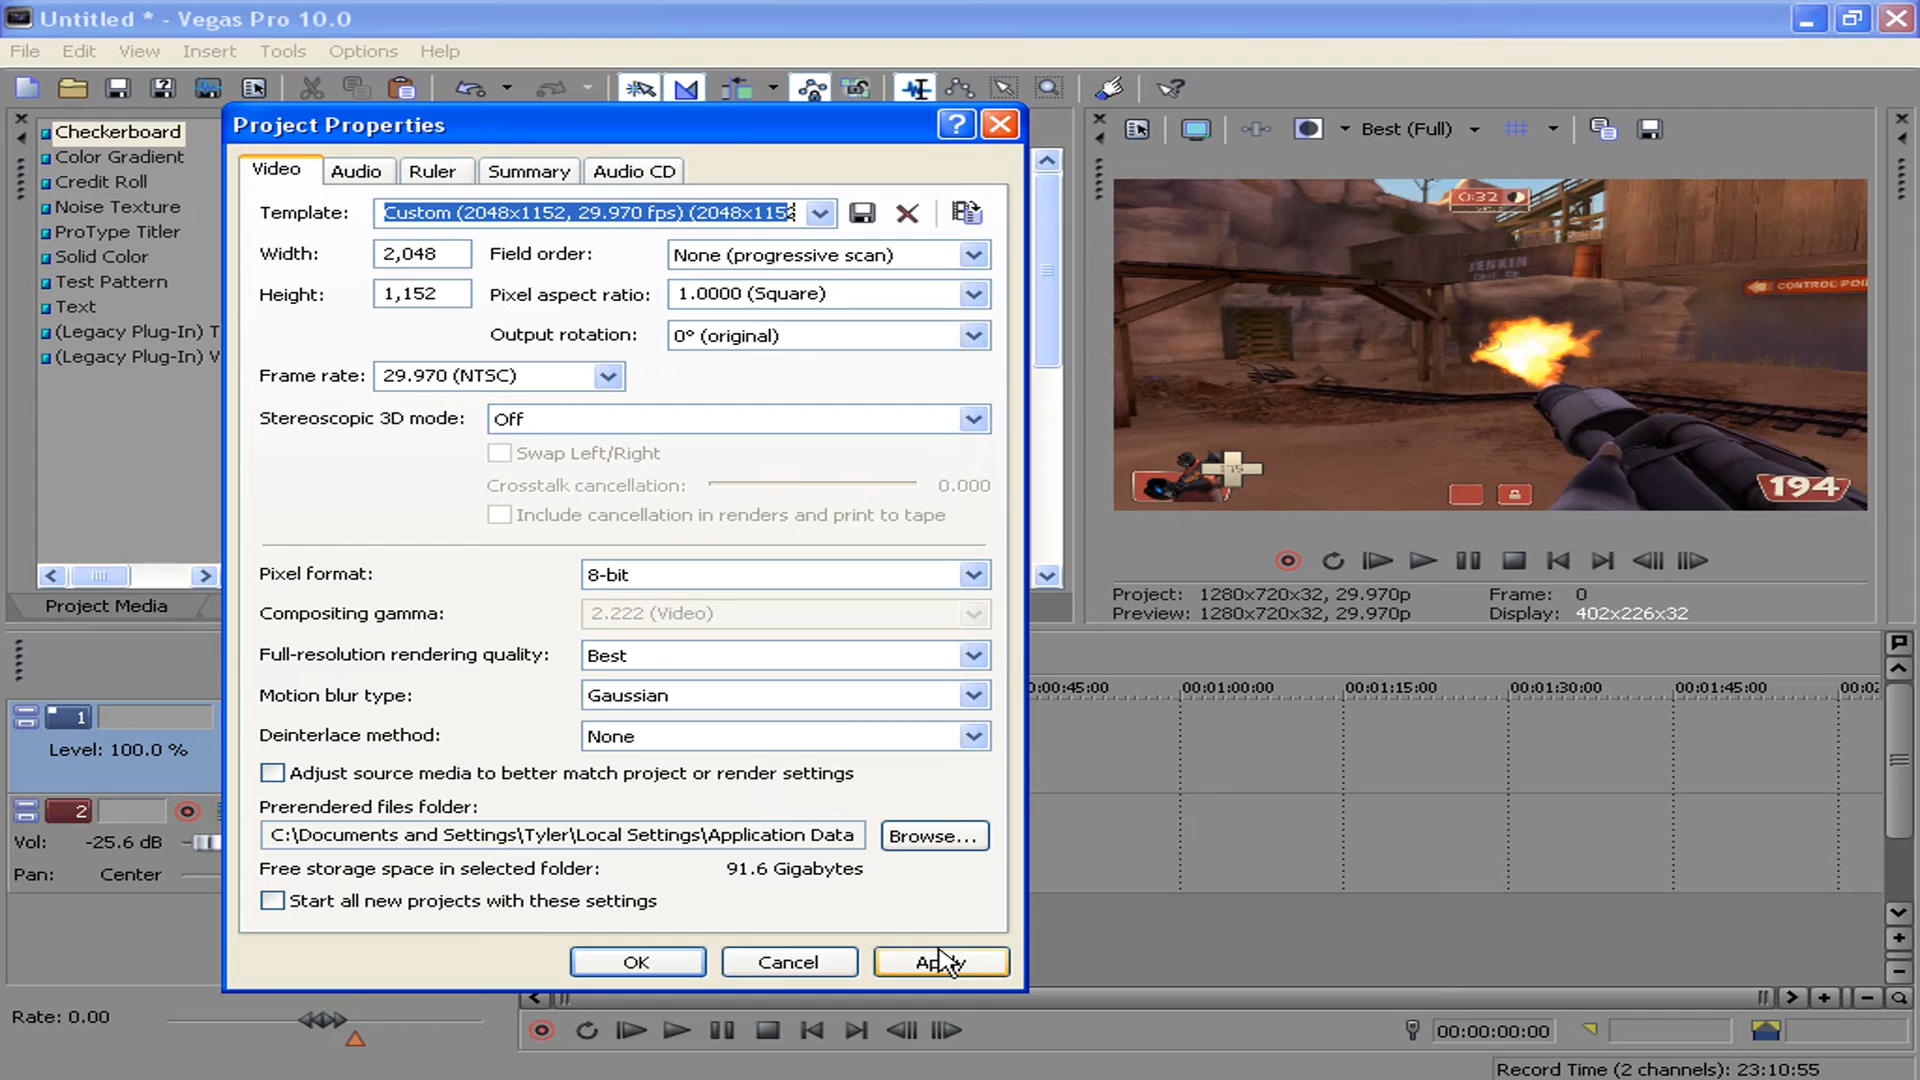 Untitled * - Vegas Pro 10.0
File Edit View Insert Tools Options Help
Best (Full)
Checkerboard
Color Gradient
Credit Roll
Noise Texture
ProType Titler
Solid Color
Test Pattern
Text
(Legacy Plug-In) T
(Legacy Plug-In) V
Project Media
Project Properties
Video Audio Ruler Summary Audio CD
Template: Custom (2048x1152, 29.970 fps) (2048x1152
Width: 2,048 Field order: None (progressive scan)
Height: 1,152 Pixel aspect ratio: 1.0000 (Square)
Output rotation: 0° (original)
Frame rate: 29.970 (NTSC)
Stereoscopic 3D mode: Off
Swap Left/Right
Crosstalk cancellation: 0.000
Include cancellation in renders and print to tape
Pixel format: 8-bit
Compositing gamma: 2.222 (Video)
Full-resolution rendering quality: Best
Motion blur type: Gaussian
Deinterlace method: None
Adjust source media to better match project or render settings
Prerendered files folder:
C:\Documents and Settings\Tyler\Local Settings\Application Data Browse...
Free storage space in selected folder: 91.6 Gigabytes
Start all new projects with these settings
OK Cancel Apply
0:32
JENKIN
CONTROL POI
175
194
Project: 1280x720x32, 29.970p Frame: 0
Preview: 1280x720x32, 29.970p Display: 402x226x32
0:00:45:00 00:01:00:00 00:01:15:00 00:01:30:00 00:01:45:00 00:02
1
Level: 100.0 %
2
Vol: -25.6 dB
Pan: Center
Rate: 0.00
00:00:00:00
Record Time (2 channels): 23:10:55